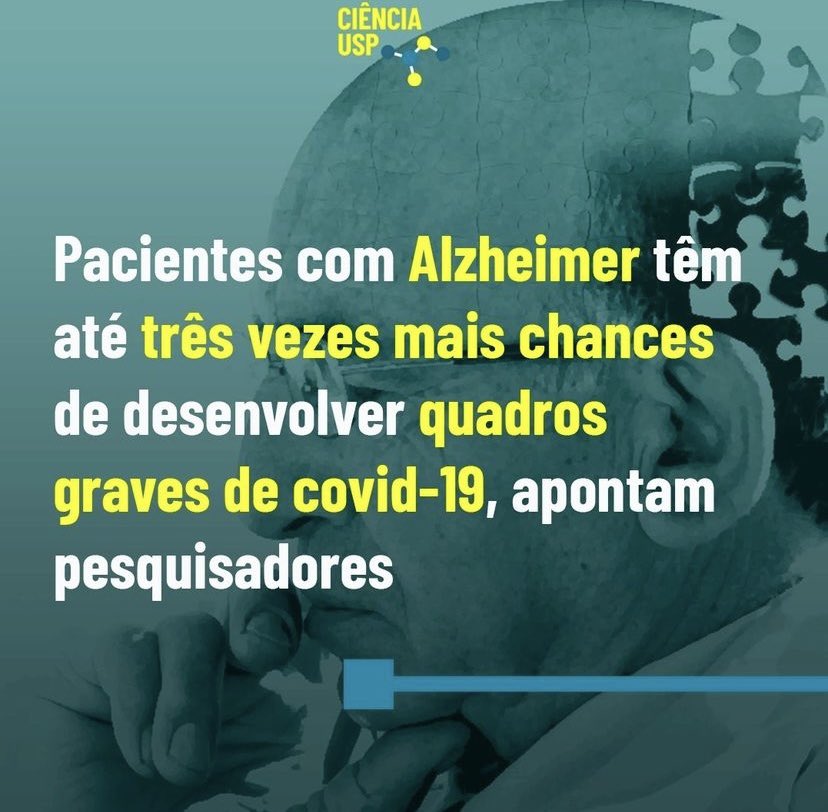 CIÊNCIA
USP
Pacientes com Alzheimer têm
até três vezes mais chances
de desenvolver quadros
graves de covid-19, apontam
pesquisadores